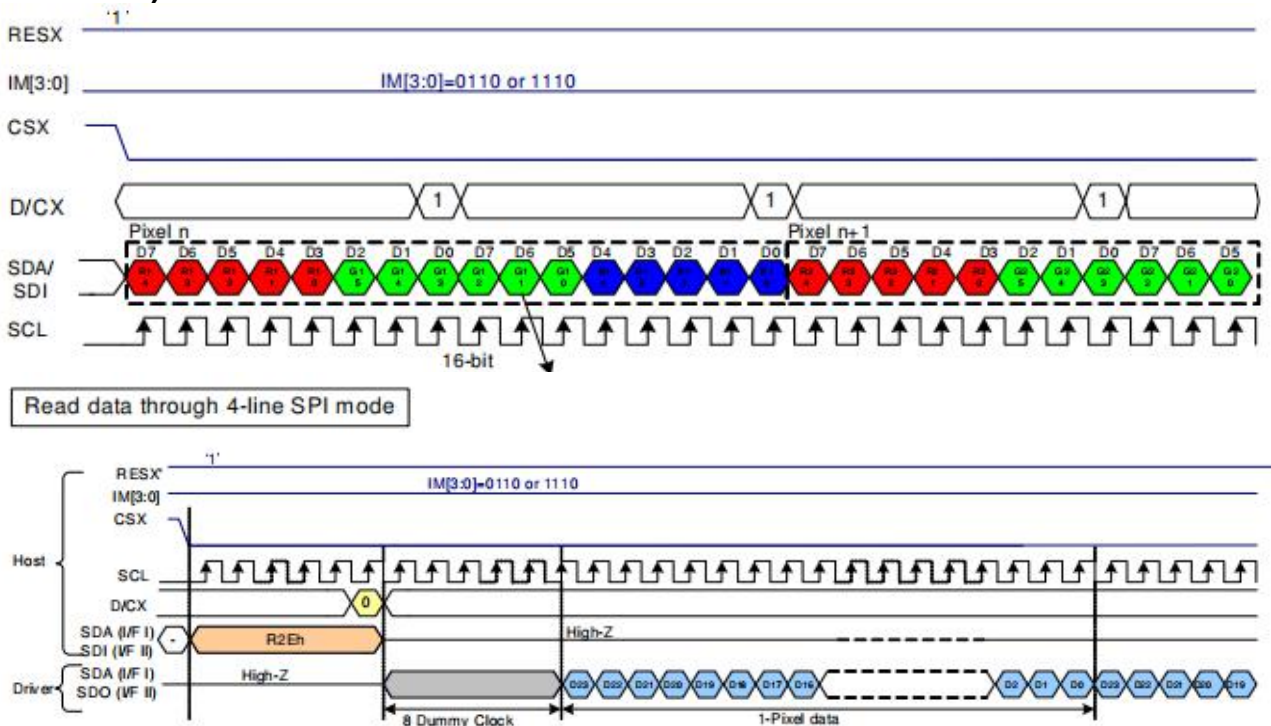 '1'
RESX
IM[3:0] IM[3:0]=0110 or 1110
CSX
D/CX 1 1 1
Pixel n Pixel n+1
D7 D6 D5 D4 D3 D2 D1 D0 D7 D6 D5 D4 D3 D2 D1 D0 D7 D6 D5 D4 D3 D2 D1 D0 D7 D6 D5
SDA/
SDI
SCL
16-bit
Read data through 4-line SPI mode
'1'
RESX
IM[3:0] IM[3:0]=0110 or 1110
CSX
Host
SCL
D/CX 0
SDA (I/F I)
SDI (I/F II) - R2Eh High-Z
Driver
SDA (I/F I)
SDO (I/F II) High-Z D23 D22 D21 D20 D19 D18 D17 D16 D2 D1 D0 D23 D22 D21 D20 D19
8 Dummy Clock 1-Pixel data